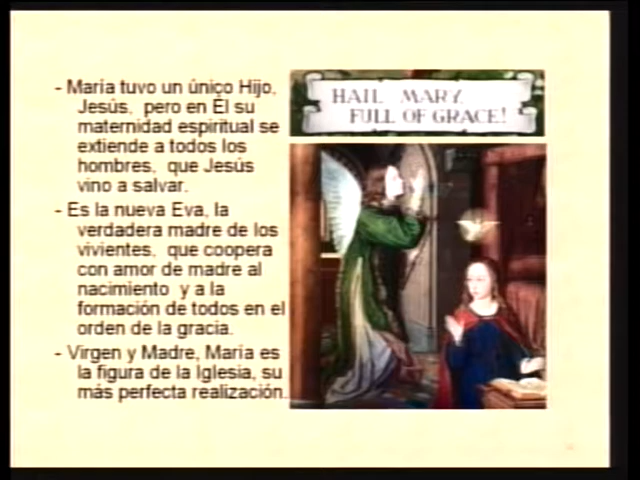 - María tuvo un único Hijo,
Jesús, pero en Él su
maternidad espiritual se
extiende a todos los
hombres, que Jesús
vino a salvar.
- Es la nueva Eva, la
verdadera madre de los
vivientes, que coopera
con amor de madre al
nacimiento y a la
formación de todos en el
orden de la gracia.
- Virgen y Madre, María es
la figura de la Iglesia, su
más perfecta realización.
HAIL MARY,
FULL OF GRACE!